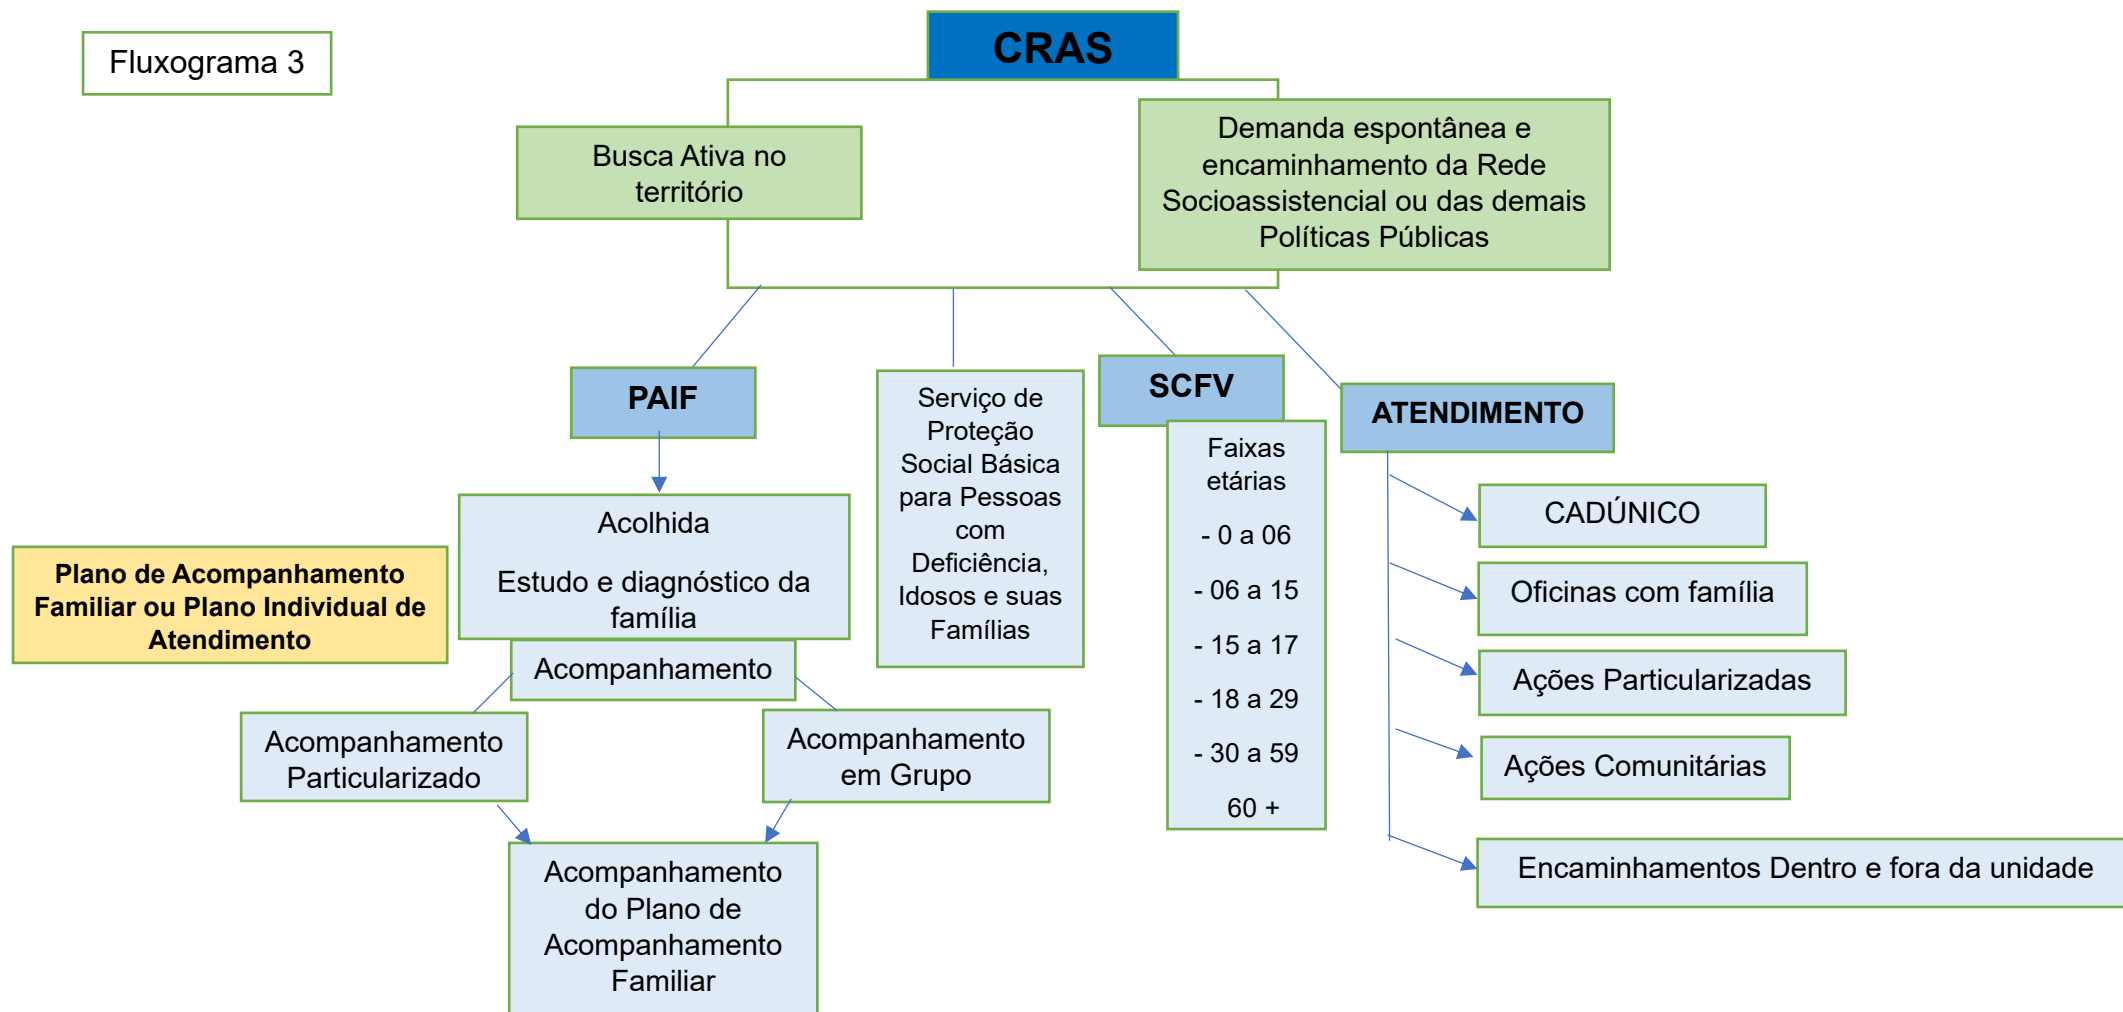 Fluxograma 3
CRAS
Busca Ativa no
território
Demanda espontânea e
encaminhamento da Rede
Socioassistencial ou das demais
Políticas Públicas
PAIF
Serviço de
Proteção
Social Básica
para Pessoas
com
Deficiência,
Idosos e suas
Famílias
SCFV
Faixas
etárias
- 0 a 06
- 06 a 15
- 15 a 17
- 18 a 29
- 30 a 59
60 +
ATENDIMENTO
CADÚNICO
Oficinas com família
Ações Particularizadas
Ações Comunitárias
Encaminhamentos Dentro e fora da unidade
Acolhida
Estudo e diagnóstico da
família
Plano de Acompanhamento
Familiar ou Plano Individual de
Atendimento
Acompanhamento
Acompanhamento
Particularizado
Acompanhamento
em Grupo
Acompanhamento
do Plano de
Acompanhamento
Familiar